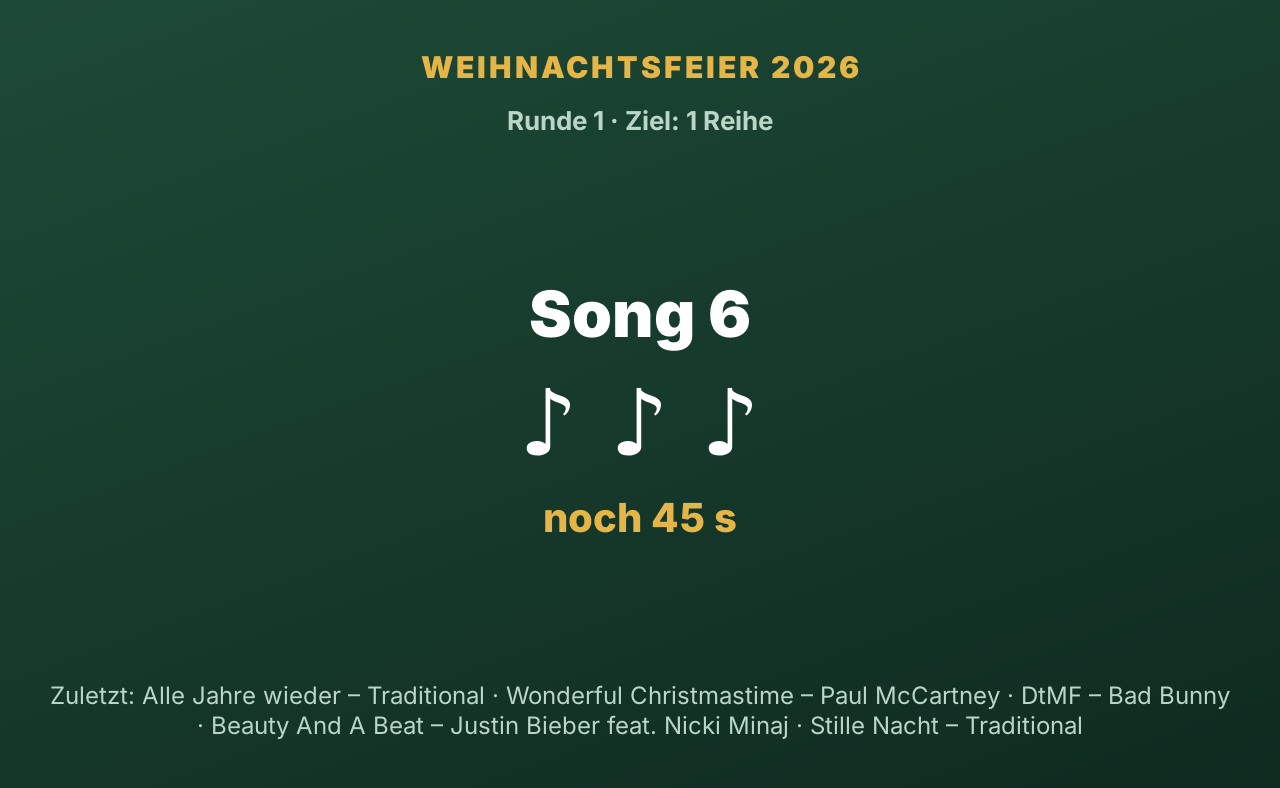 WEIHNACHTSFEIER 2026
Runde 1 · Ziel: 1 Reihe
Song 6
♪ ♪ ♪
noch 45 s
Zuletzt: Alle Jahre wieder – Traditional · Wonderful Christmastime – Paul McCartney · DtMF – Bad Bunny
· Beauty And A Beat – Justin Bieber feat. Nicki Minaj · Stille Nacht – Traditional